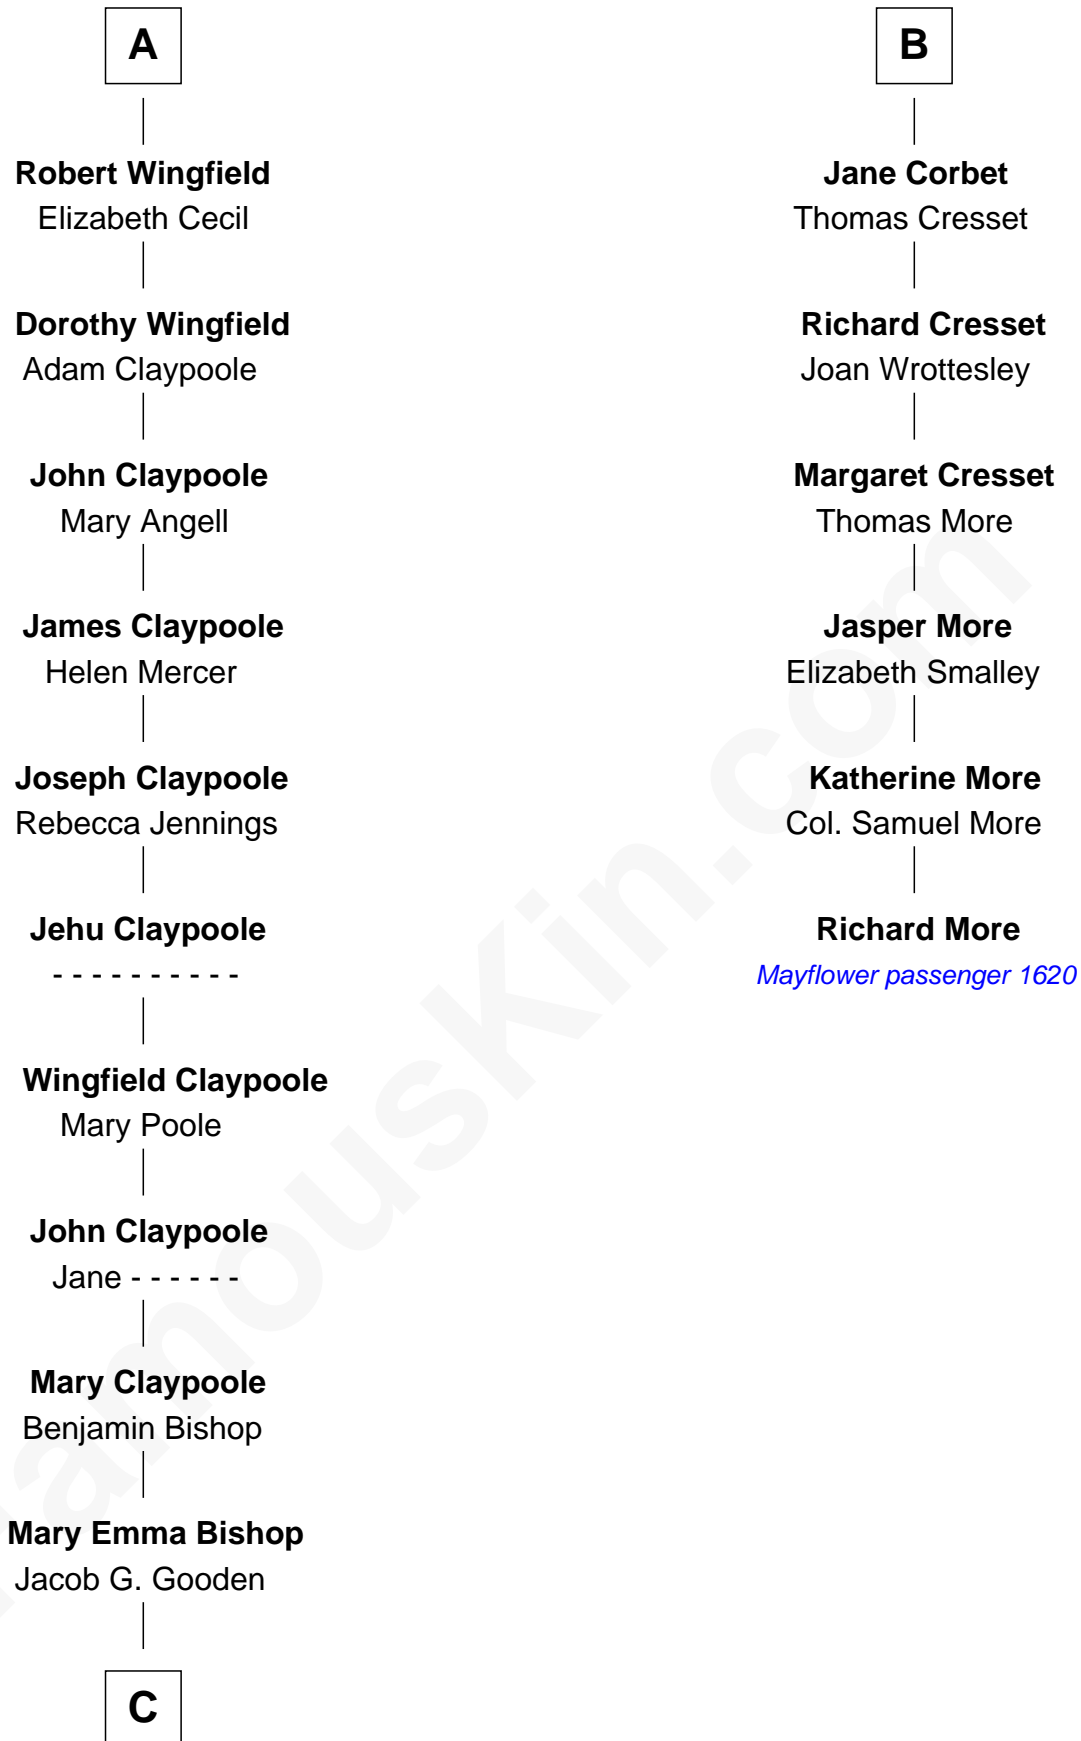 A
Robert Wingfield
Elizabeth Cecil
Dorothy Wingfield
Adam Claypoole
John Claypoole
Mary Angell
James Claypoole
Helen Mercer
Joseph Claypoole
Rebecca Jennings
Jehu Claypoole
- - - - - - - - - -
Wingfield Claypoole
Mary Poole
John Claypoole
Jane - - - - - -
Mary Claypoole
Benjamin Bishop
Mary Emma Bishop
Jacob G. Gooden
C
B
Jane Corbet
Thomas Cresset
Richard Cresset
Joan Wrottesley
Margaret Cresset
Thomas More
Jasper More
Elizabeth Smalley
Katherine More
Col. Samuel More
Richard More
Mayflower passenger 1620
FamousKin.com